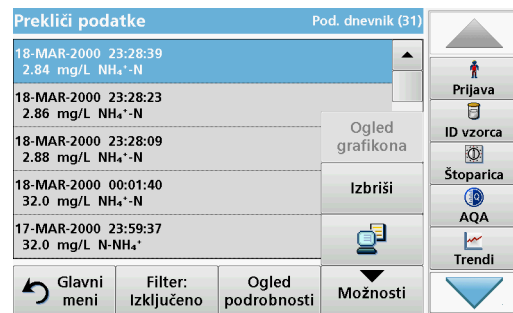 Prekliči podatke
Pod. dnevnik (31)
18-MAR-2000 23:28:39
2.84 mg/L NH₄⁺-N
18-MAR-2000 23:28:23
2.86 mg/L NH₄⁺-N
18-MAR-2000 23:28:09
2.88 mg/L NH₄⁺-N
18-MAR-2000 00:01:40
32.0 mg/L NH₄⁺-N
17-MAR-2000 23:59:37
32.0 mg/L N-NH₄⁺
Ogled
grafikona
Izbriši
Glavni
meni
Filter:
Izključeno
Ogled
podrobnosti
Možnosti
Prijava
ID vzorca
Štoparica
AQA
Trendi